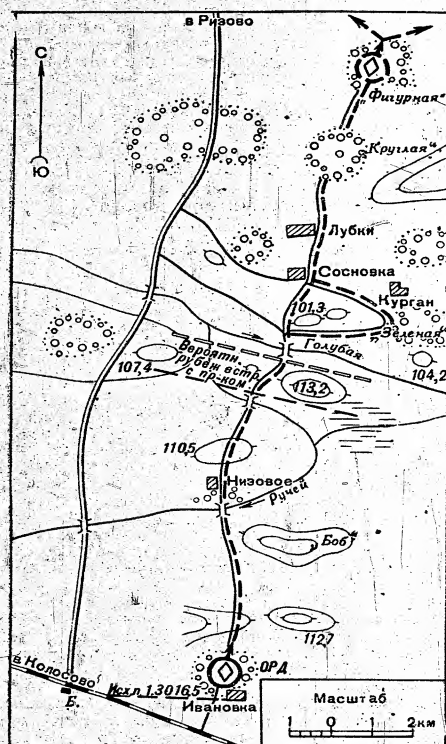 в Ризово
С
Ю
„Фигурная"
„Круглая"
Лубки
Сосновка
Курган
101,3
„Зеленая"
Голубая
Вероятн.
рубеж встр.
с пр-ком
107,4
104,2
113,2
110,5
Низовое
Ручей
„Боб"
112,7
ОРД
в Колосово
Исх.п 1.30 16.5
Б.
Ивановка
Масштаб
1 0 1 2км